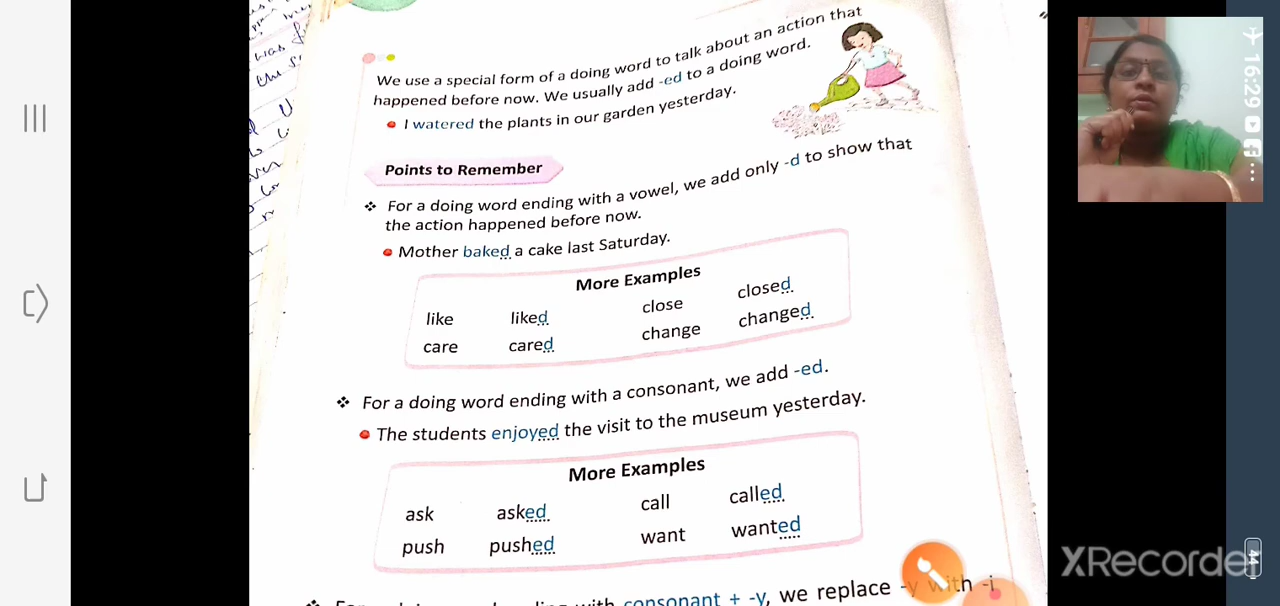 We use a special form of a doing word to talk about an action that
happened before now. We usually add -ed to a doing word.
I watered the plants in our garden yesterday.
Points to Remember
❖ For a doing word ending with a vowel, we add only -d to show that
the action happened before now.
Mother baked a cake last Saturday.
More Examples
like liked close closed
care cared change changed
❖ For a doing word ending with a consonant, we add -ed.
The students enjoyed the visit to the museum yesterday.
More Examples
ask asked call called
push pushed want wanted
consonant + -y, we replace -y with -i
16:29
XRecorder
44